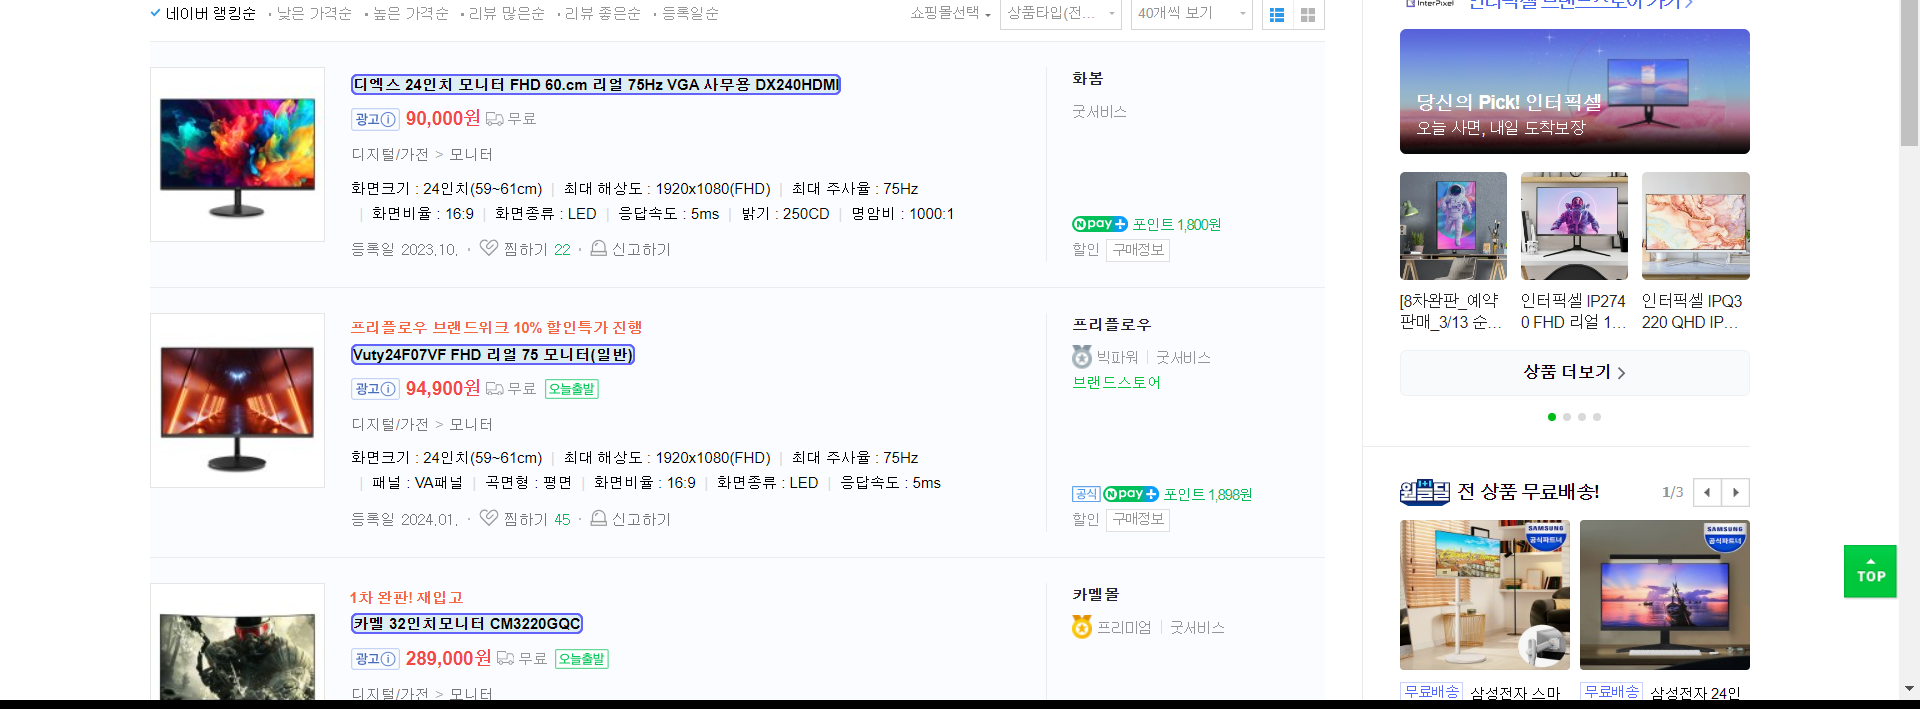 네이버 랭킹순 · 낮은 가격순 · 높은 가격순 · 리뷰 많은순 · 리뷰 좋은순 · 등록일순
쇼핑몰선택 상품타입(전... 40개씩 보기
디엑스 24인치 모니터 FHD 60.cm 리얼 75Hz VGA 사무용 DX240HDMI
광고 90,000원 무료
디지털/가전 > 모니터
화면크기 : 24인치(59~61cm) | 최대 해상도 : 1920x1080(FHD) | 최대 주사율 : 75Hz
| 화면비율 : 16:9 | 화면종류 : LED | 응답속도 : 5ms | 밝기 : 250CD | 명암비 : 1000:1
등록일 2023.10. · 찜하기 22 · 신고하기
화봄
굿서비스
N pay+ 포인트 1,800원
할인 구매정보
프리플로우 브랜드위크 10% 할인특가 진행
Vuty24F07VF FHD 리얼 75 모니터(일반)
광고 94,900원 무료 오늘출발
디지털/가전 > 모니터
화면크기 : 24인치(59~61cm) | 최대 해상도 : 1920x1080(FHD) | 최대 주사율 : 75Hz
| 패널 : VA패널 | 곡면형 : 평면 | 화면비율 : 16:9 | 화면종류 : LED | 응답속도 : 5ms
등록일 2024.01. · 찜하기 45 · 신고하기
프리플로우
빅파워 | 굿서비스
브랜드스토어
공식 N pay+ 포인트 1,898원
할인 구매정보
1차 완판! 재입고
카멜 32인치모니터 CM3220GQC
광고 289,000원 무료 오늘출발
디지털/가전 > 모니터
카멜몰
프리미엄 | 굿서비스
InterPixel 인터픽셀 브랜드스토어 가기
당신의 Pick! 인터픽셀
오늘 사면, 내일 도착보장
[8차완판_예약
판매_3/13 순...
인터픽셀 IP274
0 FHD 리얼 1...
인터픽셀 IPQ3
220 QHD IP...
상품 더보기
원플딜 1+1 전 상품 무료배송! 1/3
SAMSUNG
공식파트너
SAMSUNG
공식파트너
무료배송 삼성전자 스마
무료배송 삼성전자 24인
TOP